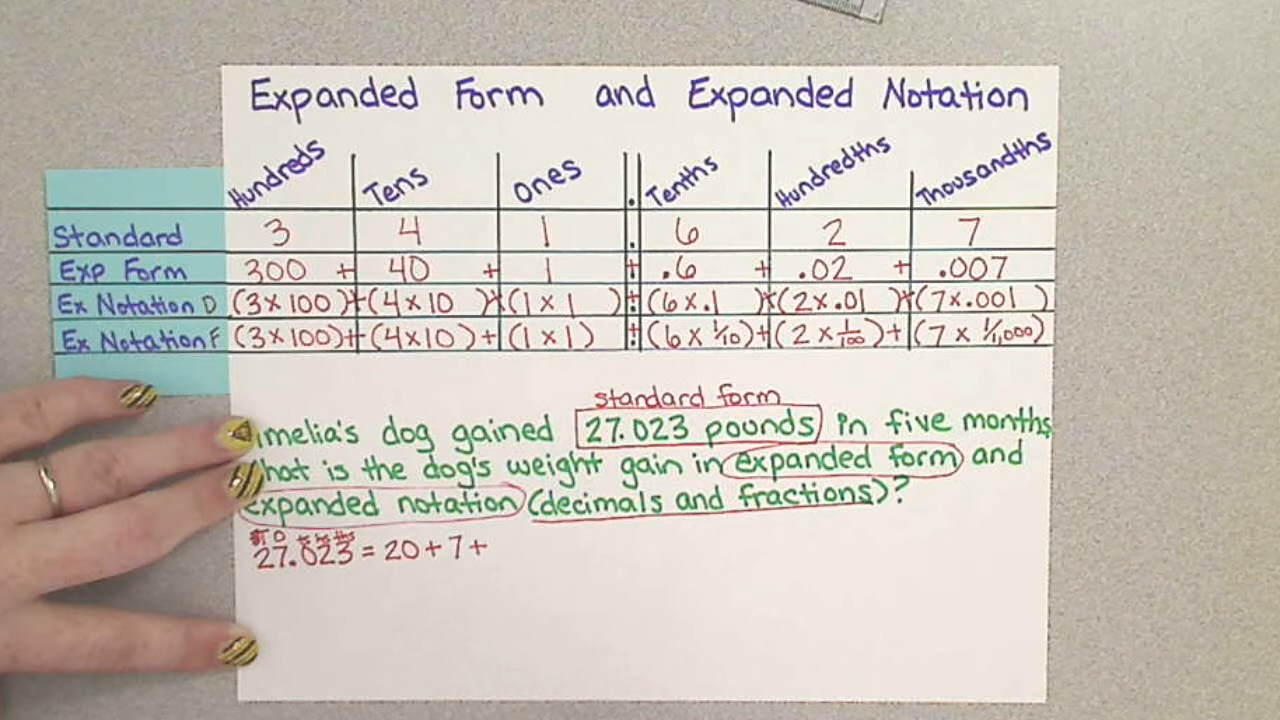 Expanded Form and Expanded Notation
Hundreds Tens Ones . Tenths Hundredths Thousandths
Standard 3 4 1 . 6 2 7
Exp Form 300 + 40 + 1 + .6 + .02 + .007
Ex Notation D (3×100)+(4×10)+(1×1)+(6×.1)+(2×.01)+(7×.001)
Ex Notation F (3×100)+(4×10)+(1×1)+(6×1/10)+(2×1/100)+(7×1/1,000)
standard form
imelia's dog gained 27.023 pounds in five months
hat is the dog's weight gain in expanded form and
expanded notation (decimals and fractions)?
27.023 = 20+7+